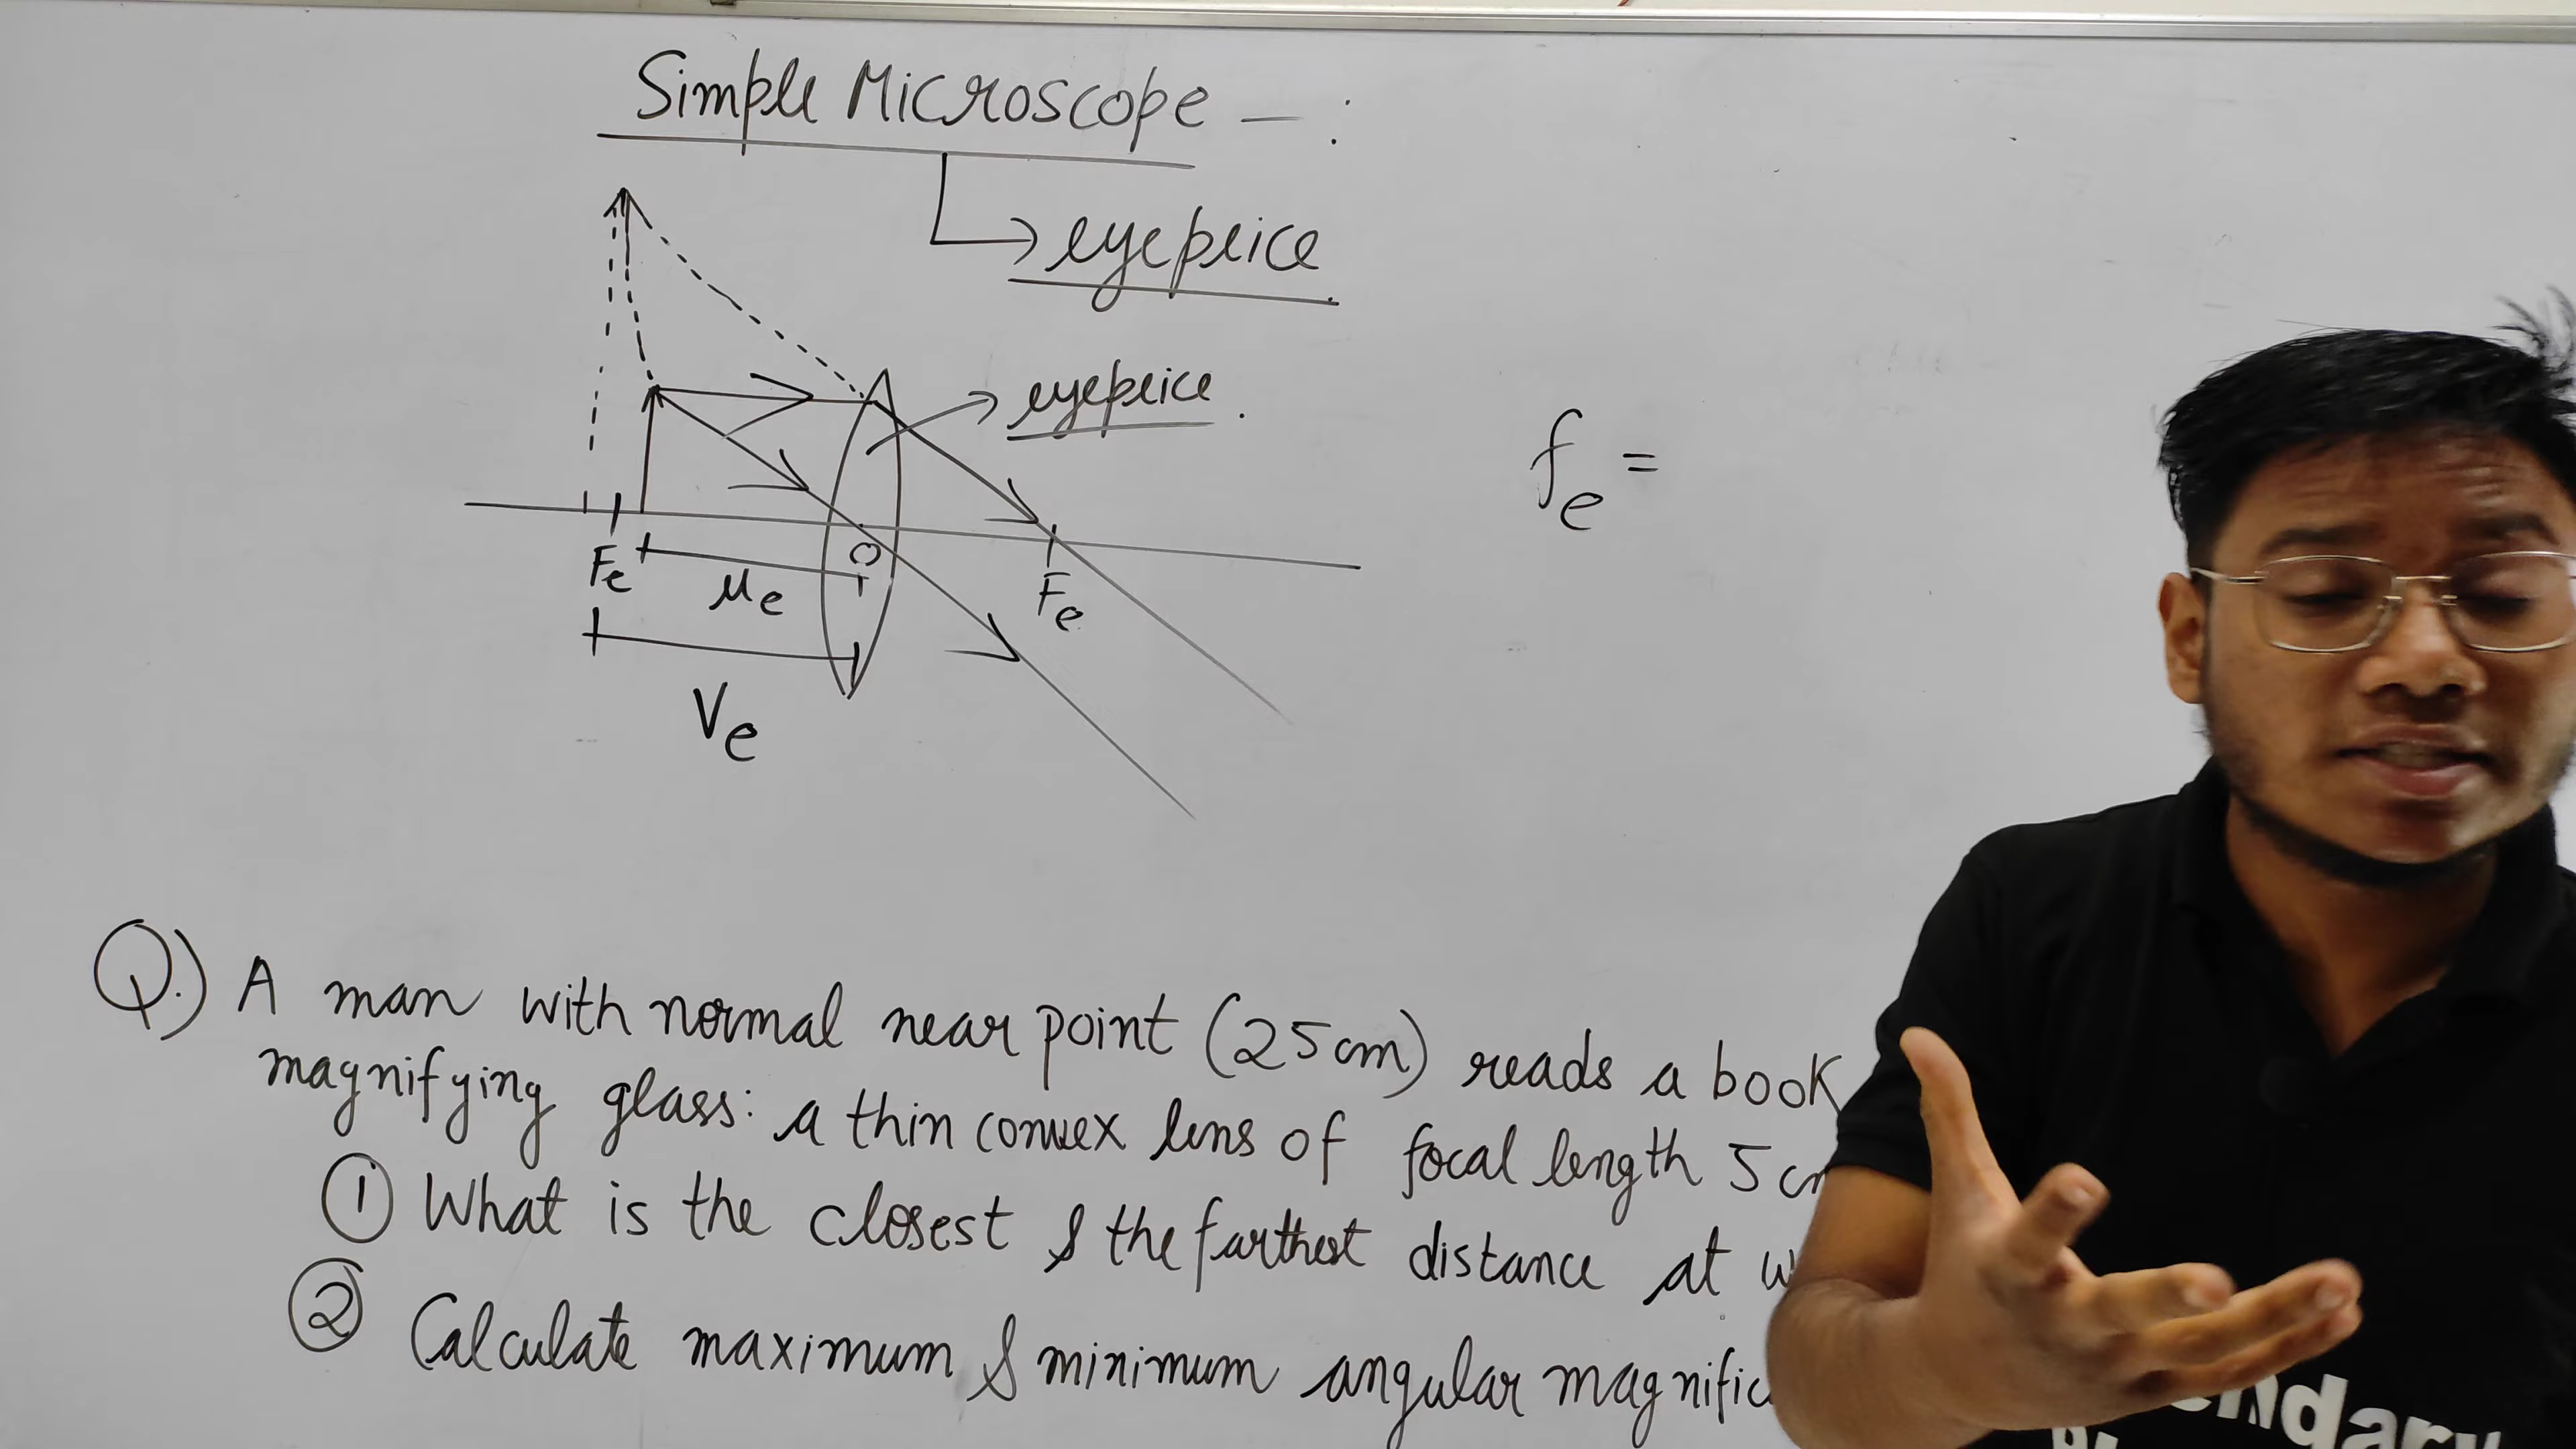 Simple Microscope — :
eyepeice
eyepeice .
fe =
O
Fe
μe
Fe
Ve
Q.) A man with normal near point (25cm) reads a book
magnifying glass: a thin convex lens of focal length 5 cm
① What is the closest & the farthest distance at
② Calculate maximum & minimum angular magnific